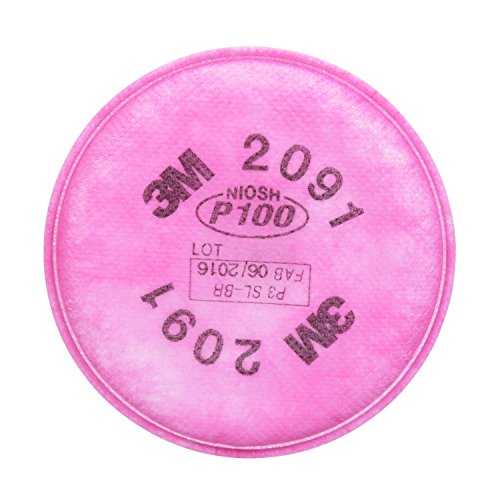 3M 2091
NIOSH
P100
LOT
P3 SL-BR
FAB 06/2016
3M 2091